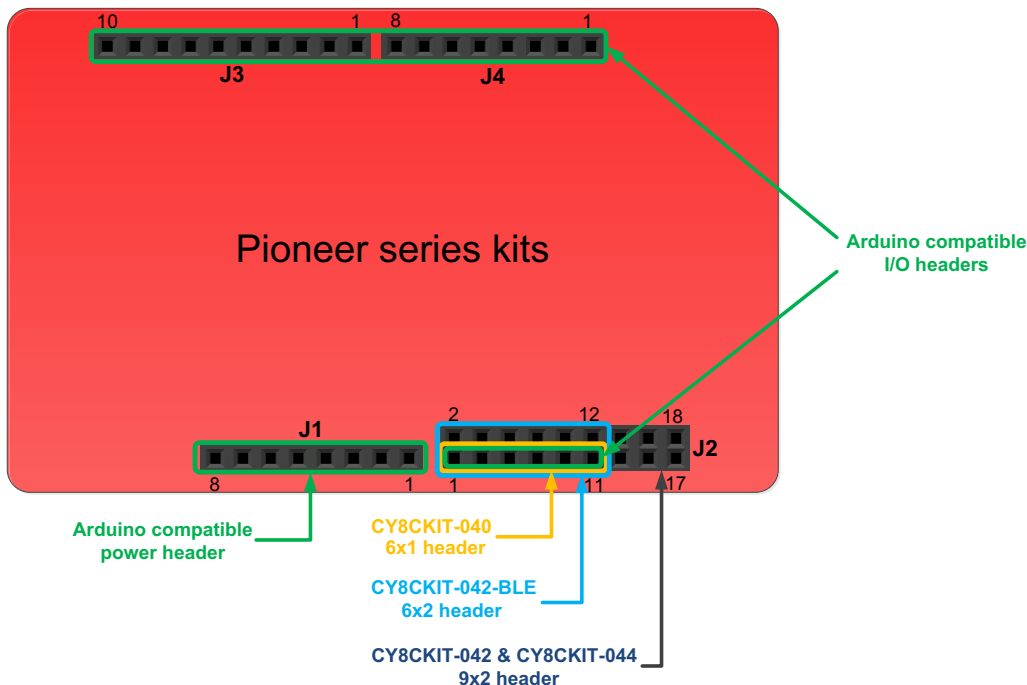 10 1 8 1
J3 J4
Pioneer series kits
Arduino compatible
I/O headers
2 12 18
J1
J2
8 1 1 11 17
Arduino compatible
power header
CY8CKIT-040
6x1 header
CY8CKIT-042-BLE
6x2 header
CY8CKIT-042 & CY8CKIT-044
9x2 header